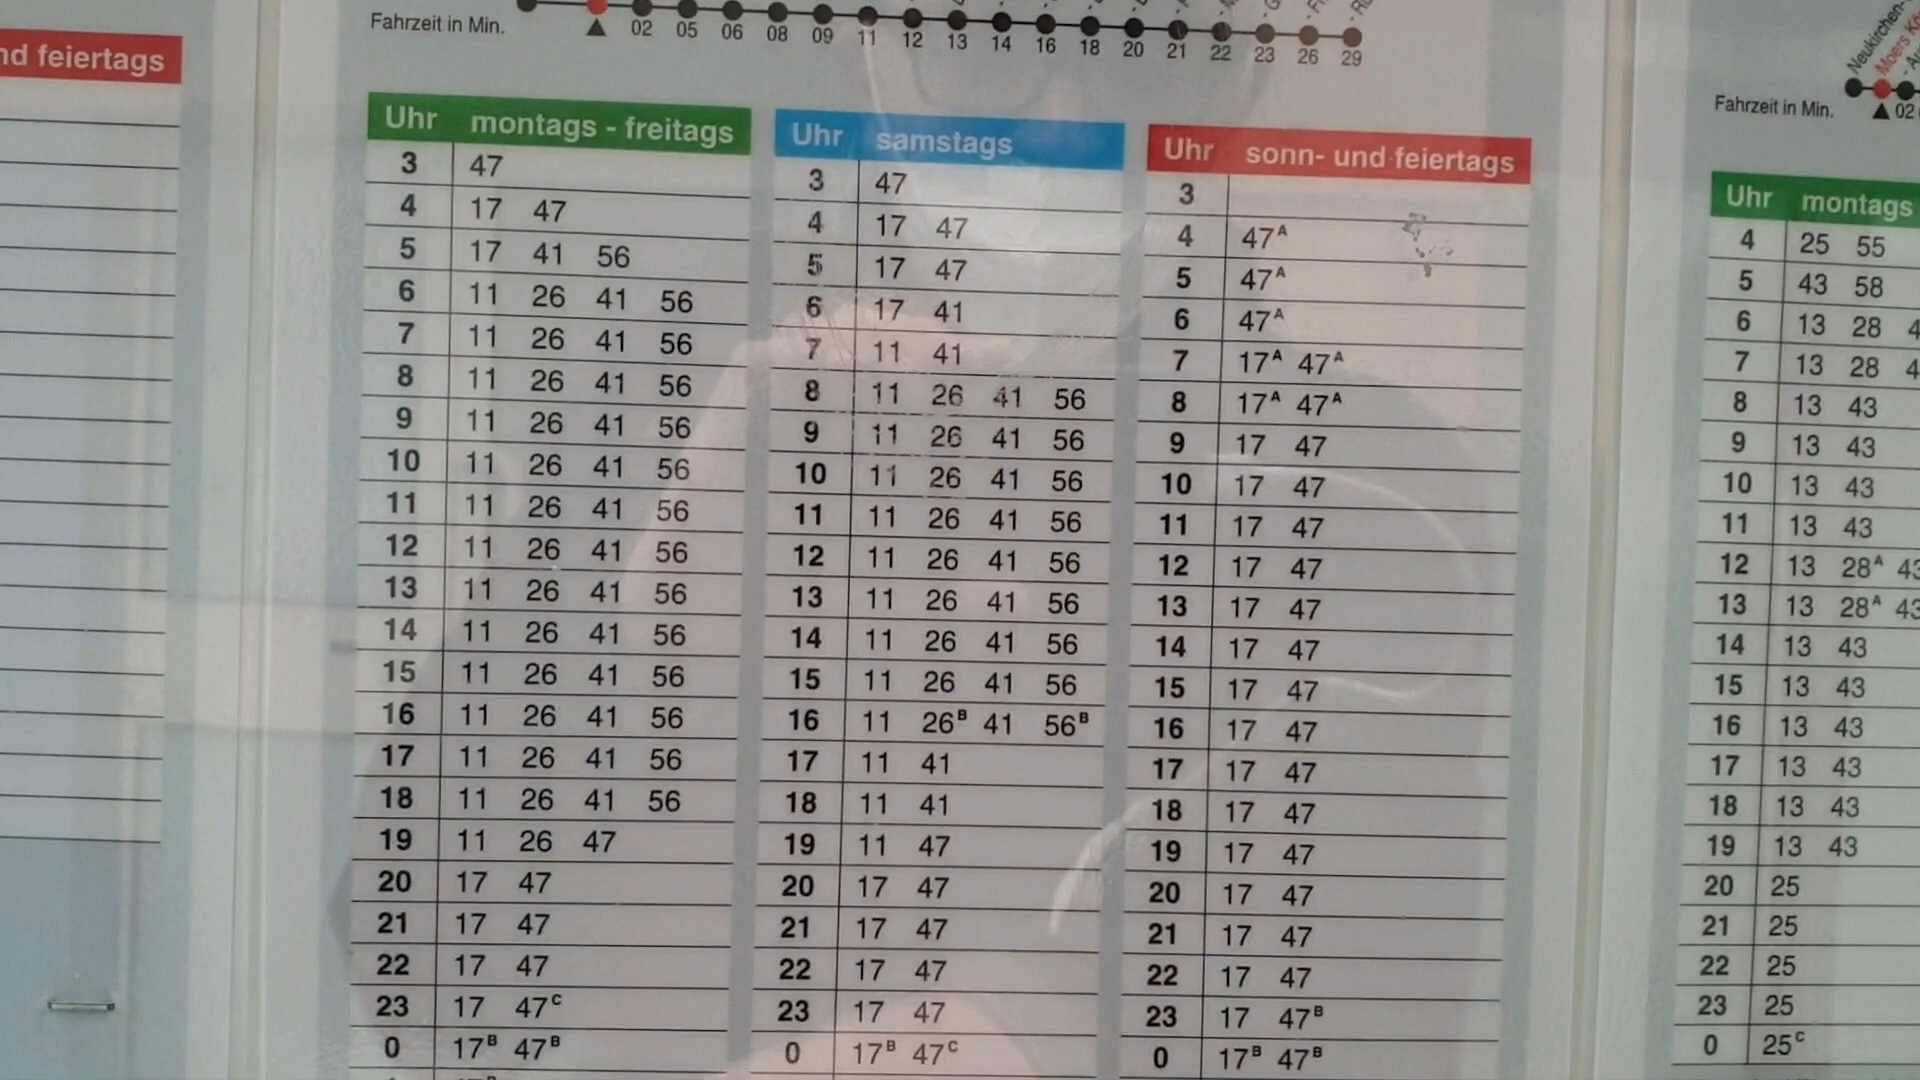 nd feiertags
Fahrzeit in Min. 02 05 06 08 09 11 12 13 14 16 18 20 21 22 23 26 29
Uhr montags - freitags
3 47
4 17 47
5 17 41 56
6 11 26 41 56
7 11 26 41 56
8 11 26 41 56
9 11 26 41 56
10 11 26 41 56
11 11 26 41 56
12 11 26 41 56
13 11 26 41 56
14 11 26 41 56
15 11 26 41 56
16 11 26 41 56
17 11 26 41 56
18 11 26 41 56
19 11 26 47
20 17 47
21 17 47
22 17 47
23 17 47ᶜ
0 17ᴮ 47ᴮ
Uhr samstags
3 47
4 17 47
5 17 47
6 17 41
7 11 41
8 11 26 41 56
9 11 26 41 56
10 11 26 41 56
11 11 26 41 56
12 11 26 41 56
13 11 26 41 56
14 11 26 41 56
15 11 26 41 56
16 11 26ᴮ 41 56ᴮ
17 11 41
18 11 41
19 11 47
20 17 47
21 17 47
22 17 47
23 17 47
0 17ᴮ 47ᶜ
Uhr sonn- und feiertags
3
4 47ᴬ
5 47ᴬ
6 47ᴬ
7 17ᴬ 47ᴬ
8 17ᴬ 47ᴬ
9 17 47
10 17 47
11 17 47
12 17 47
13 17 47
14 17 47
15 17 47
16 17 47
17 17 47
18 17 47
19 17 47
20 17 47
21 17 47
22 17 47
23 17 47ᴮ
0 17ᴮ 47ᴮ
Neukirchen-
Moers Kö
Fahrzeit in Min. 02
Uhr montags
4 25 55
5 43 58
6 13 28 4
7 13 28 4
8 13 43
9 13 43
10 13 43
11 13 43
12 13 28ᴬ 43
13 13 28ᴬ 43
14 13 43
15 13 43
16 13 43
17 13 43
18 13 43
19 13 43
20 25
21 25
22 25
23 25
0 25ᶜ